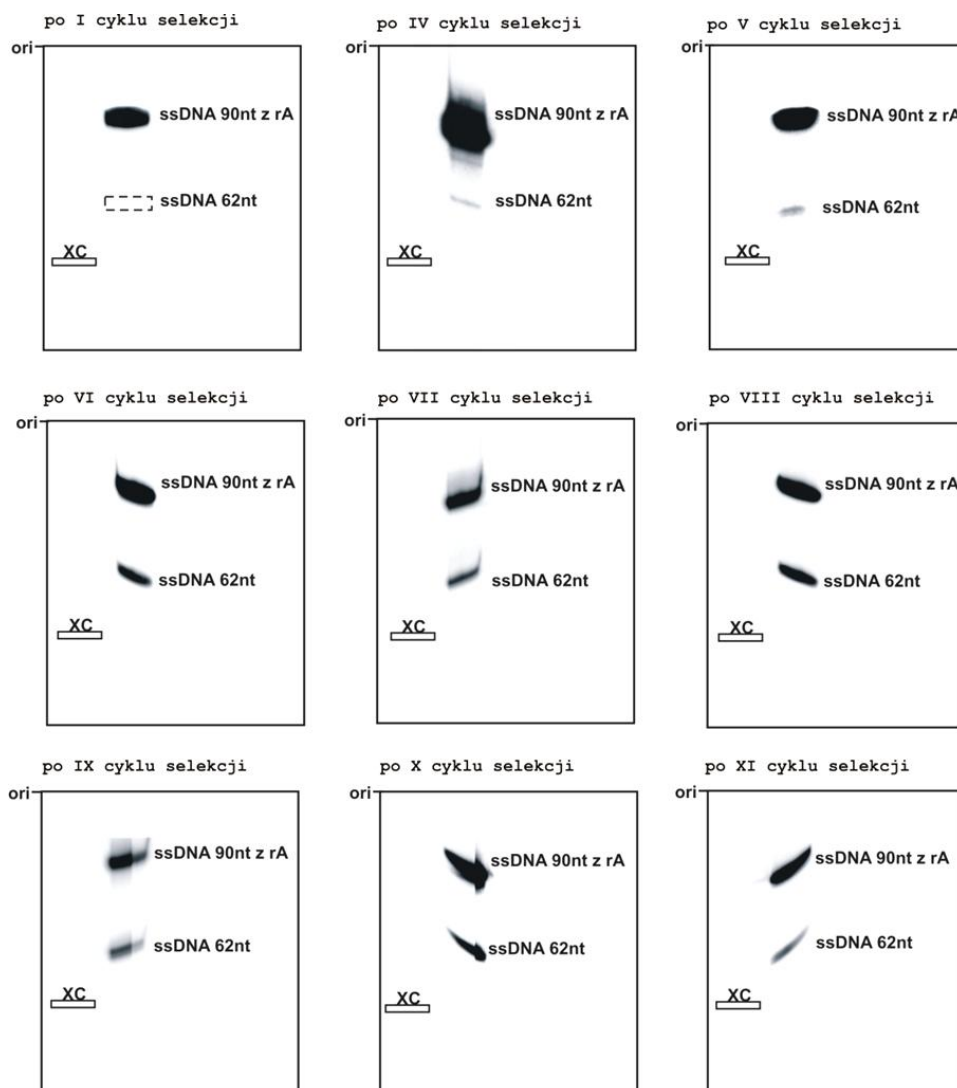 po I cyklu selekcji
ori
ssDNA 90nt z rA
ssDNA 62nt
XC
po IV cyklu selekcji
ori
ssDNA 90nt z rA
ssDNA 62nt
XC
po V cyklu selekcji
ori
ssDNA 90nt z rA
ssDNA 62nt
XC
po VI cyklu selekcji
ori
ssDNA 90nt z rA
ssDNA 62nt
XC
po VII cyklu selekcji
ori
ssDNA 90nt z rA
ssDNA 62nt
XC
po VIII cyklu selekcji
ori
ssDNA 90nt z rA
ssDNA 62nt
XC
po IX cyklu selekcji
ori
ssDNA 90nt z rA
ssDNA 62nt
XC
po X cyklu selekcji
ori
ssDNA 90nt z rA
ssDNA 62nt
XC
po XI cyklu selekcji
ori
ssDNA 90nt z rA
ssDNA 62nt
XC